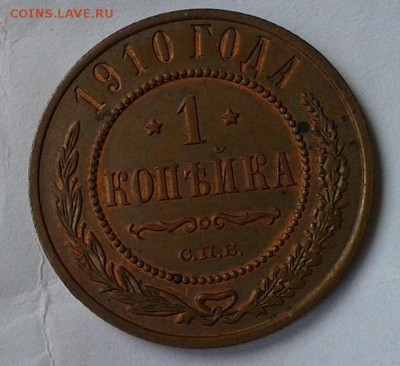 COINS.LAVE.RU
1910 ГОДА
★ 1 ★
КОПѢЙКА
С.П.Б.